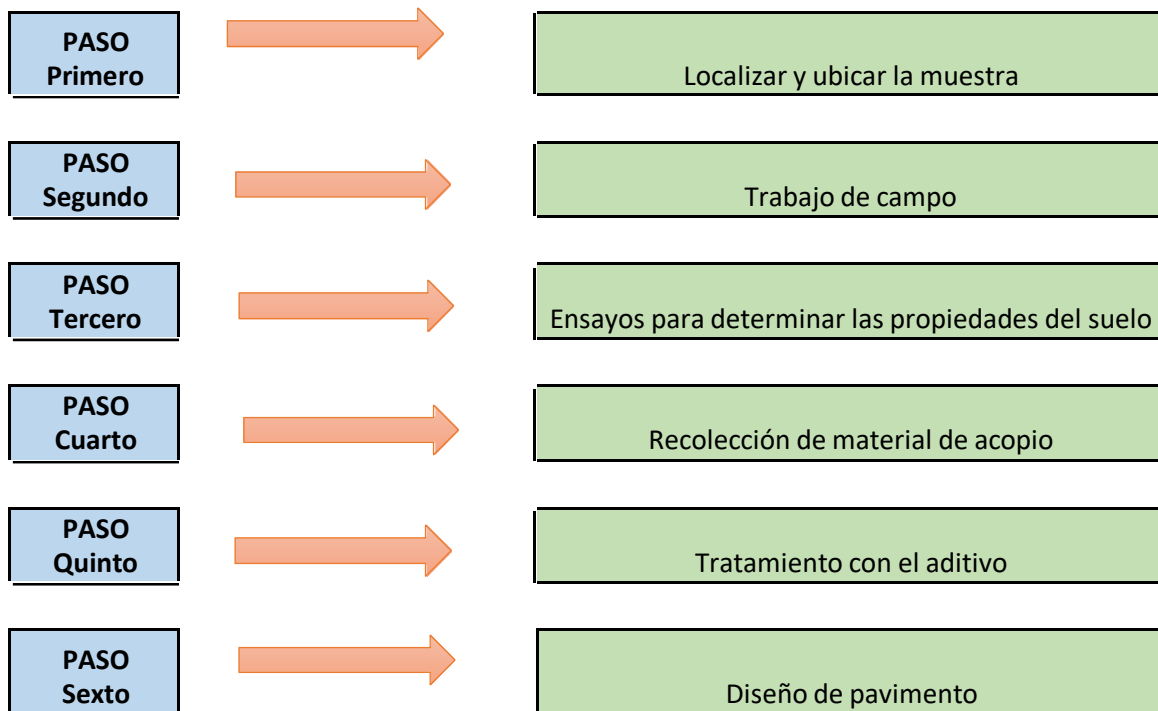 PASO
Primero
Localizar y ubicar la muestra
PASO
Segundo
Trabajo de campo
PASO
Tercero
Ensayos para determinar las propiedades del suelo
PASO
Cuarto
Recolección de material de acopio
PASO
Quinto
Tratamiento con el aditivo
PASO
Sexto
Diseño de pavimento